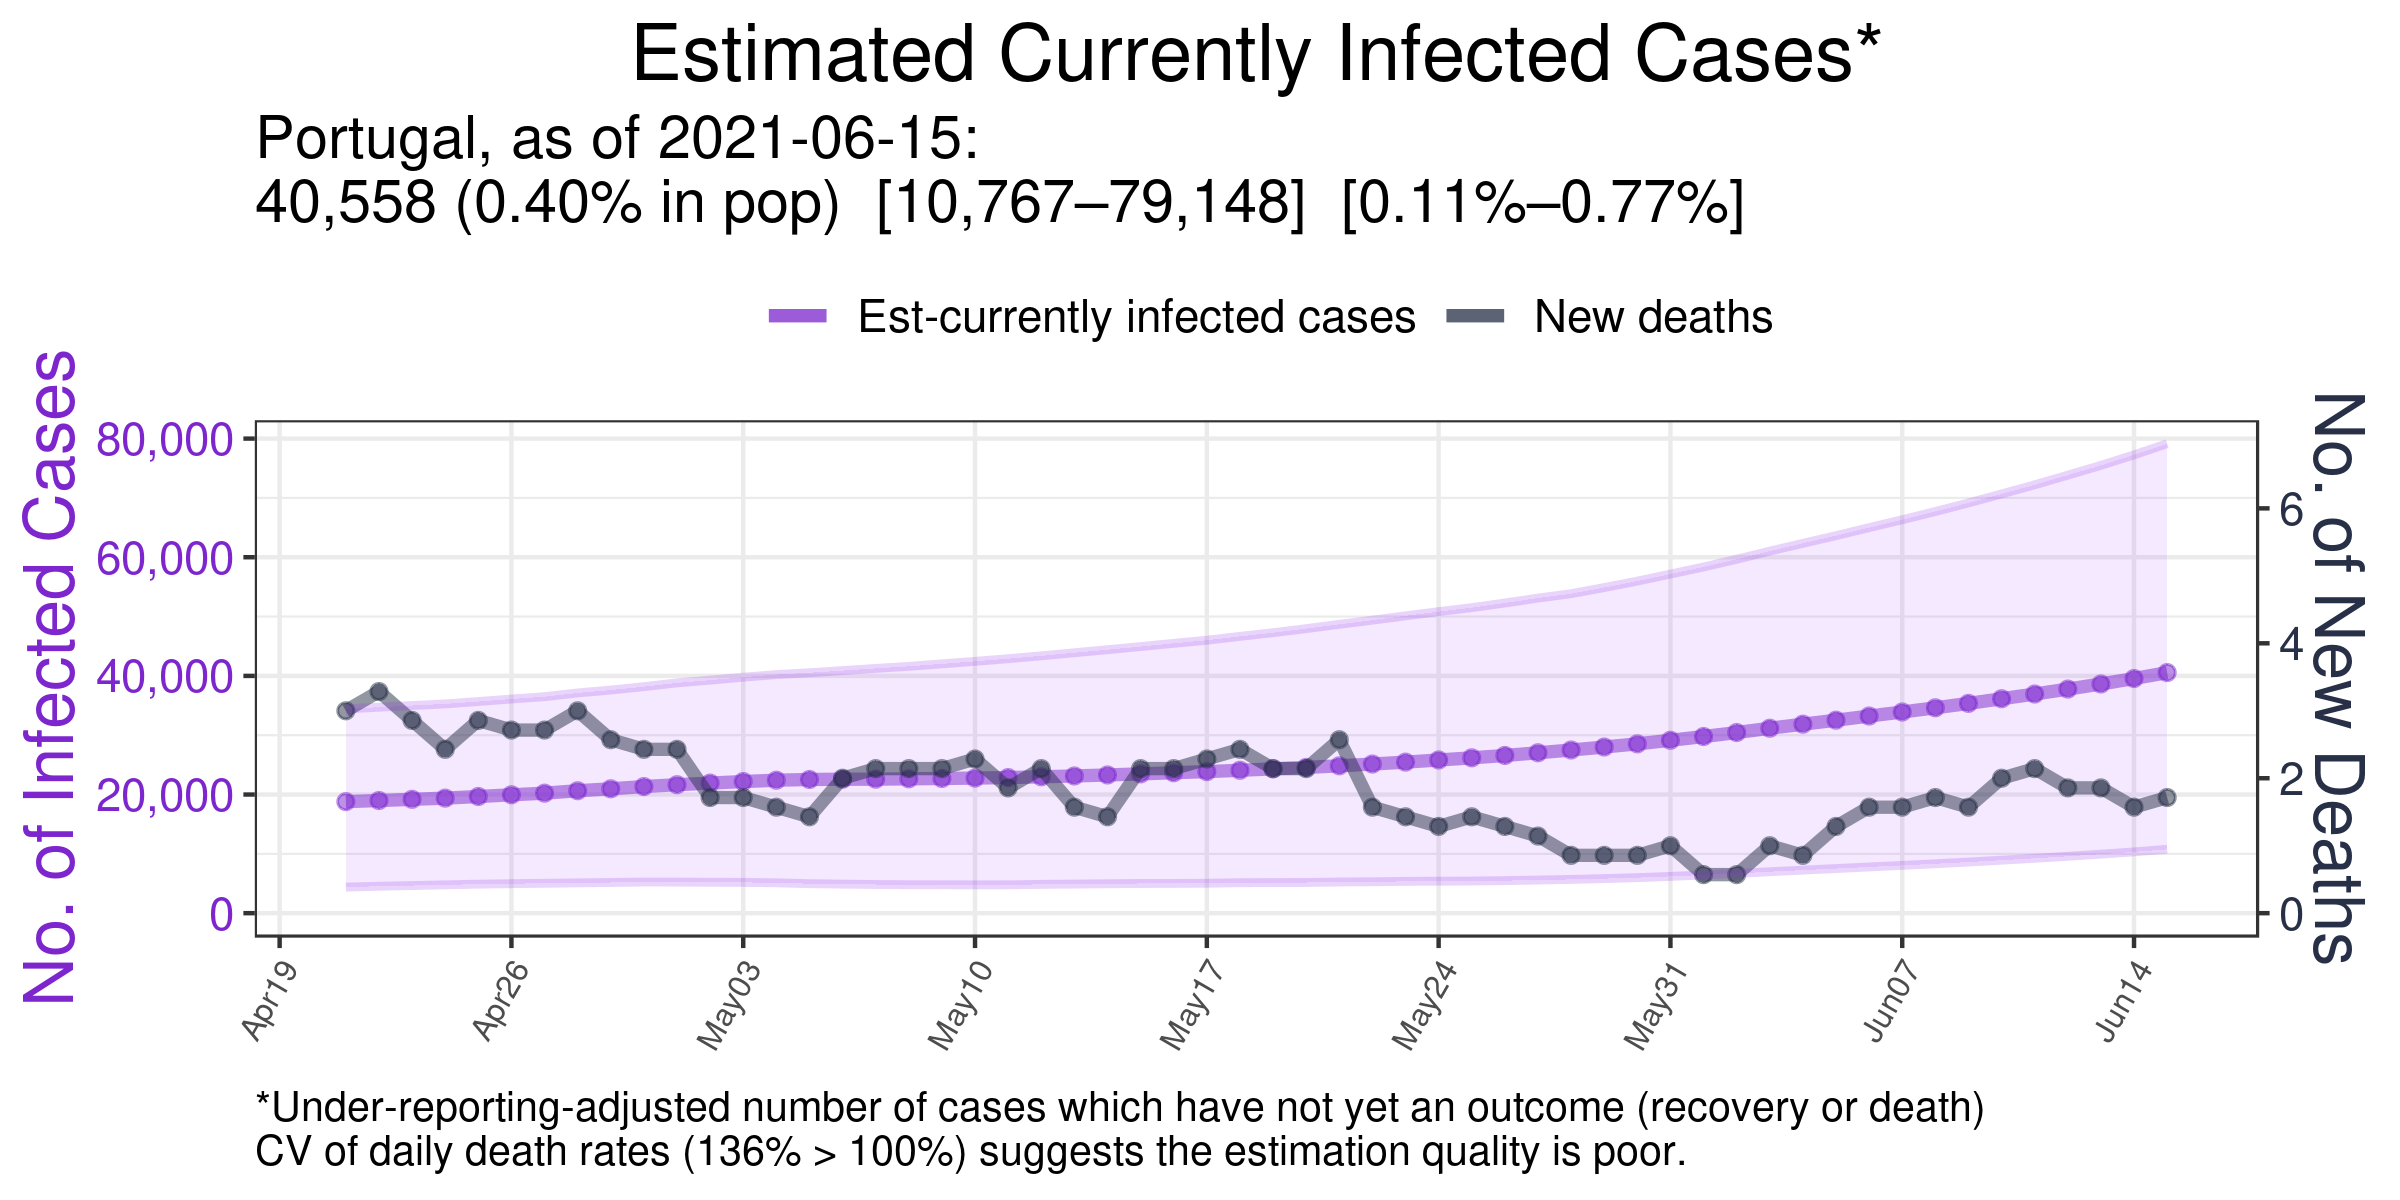 Estimated Currently Infected Cases*
Portugal, as of 2021-06-15:
40,558 (0.40% in pop)  [10,767–79,148]  [0.11%–0.77%]
Est-currently infected cases
New deaths
No. of Infected Cases
80,000
60,000
40,000
20,000
0
No. of New Deaths
6
4
2
0
Apr19
Apr26
May03
May10
May17
May24
May31
Jun07
Jun14
*Under-reporting-adjusted number of cases which have not yet an outcome (recovery or death)
CV of daily death rates (136% > 100%) suggests the estimation quality is poor.